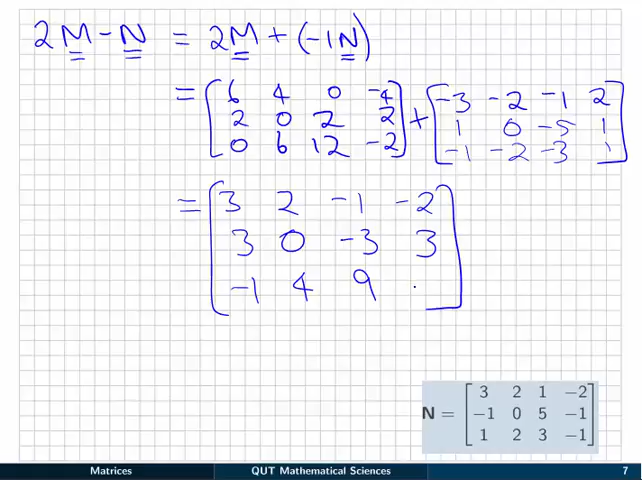 2M - N = 2M + (-1N)
= [6 4 0 -4; 2 0 2 2; 0 6 12 -2] + [-3 -2 -1 2; 1 0 -5 1; -1 -2 -3 1]
= [3 2 -1 -2; 3 0 -3 3; -1 4 9 .]
N = [3 2 1 -2; -1 0 5 -1; 1 2 3 -1]
Matrices QUT Mathematical Sciences 7